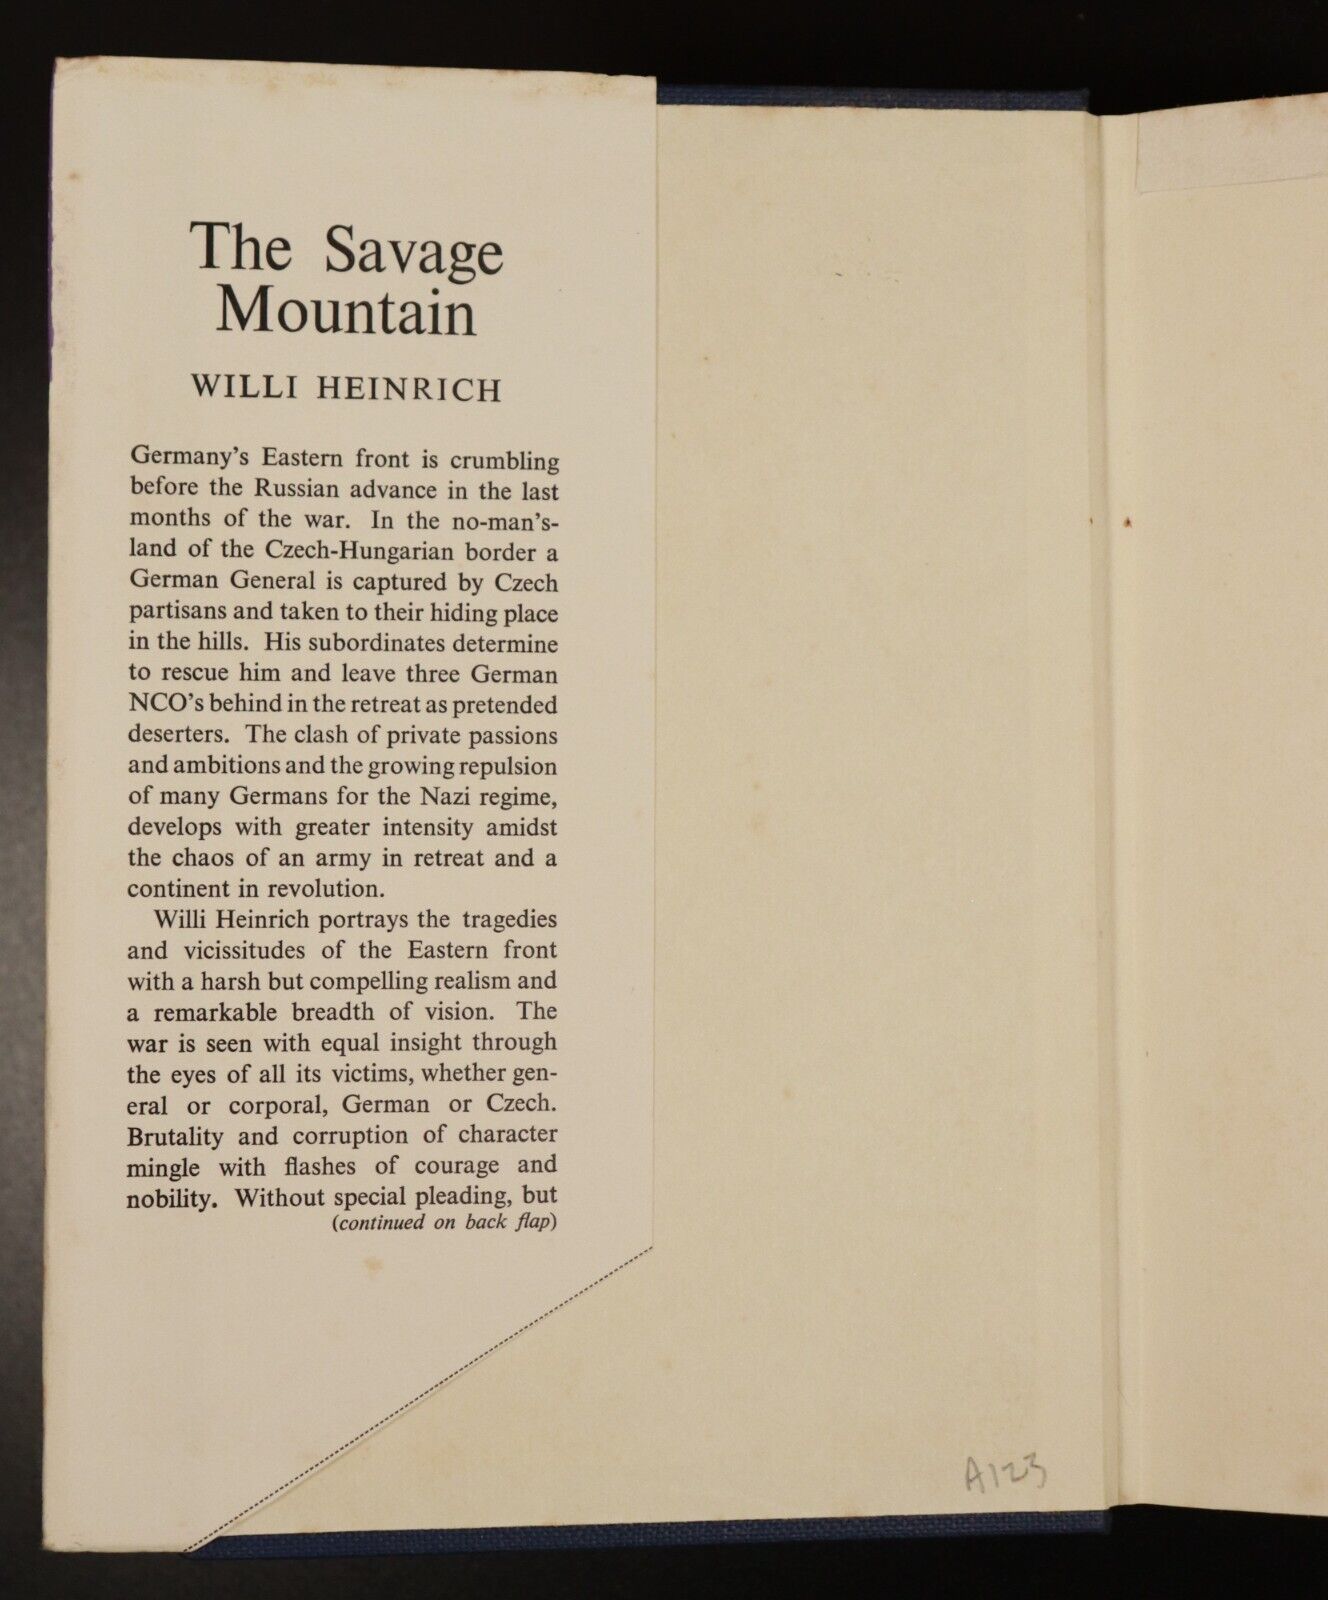 The Savage
Mountain
WILLI HEINRICH
Germany's Eastern front is crumbling
before the Russian advance in the last
months of the war. In the no-man's-
land of the Czech-Hungarian border a
German General is captured by Czech
partisans and taken to their hiding place
in the hills. His subordinates determine
to rescue him and leave three German
NCO's behind in the retreat as pretended
deserters. The clash of private passions
and ambitions and the growing repulsion
of many Germans for the Nazi regime,
develops with greater intensity amidst
the chaos of an army in retreat and a
continent in revolution.
Willi Heinrich portrays the tragedies
and vicissitudes of the Eastern front
with a harsh but compelling realism and
a remarkable breadth of vision. The
war is seen with equal insight through
the eyes of all its victims, whether gen-
eral or corporal, German or Czech.
Brutality and corruption of character
mingle with flashes of courage and
nobility. Without special pleading, but
(continued on back flap)
A123